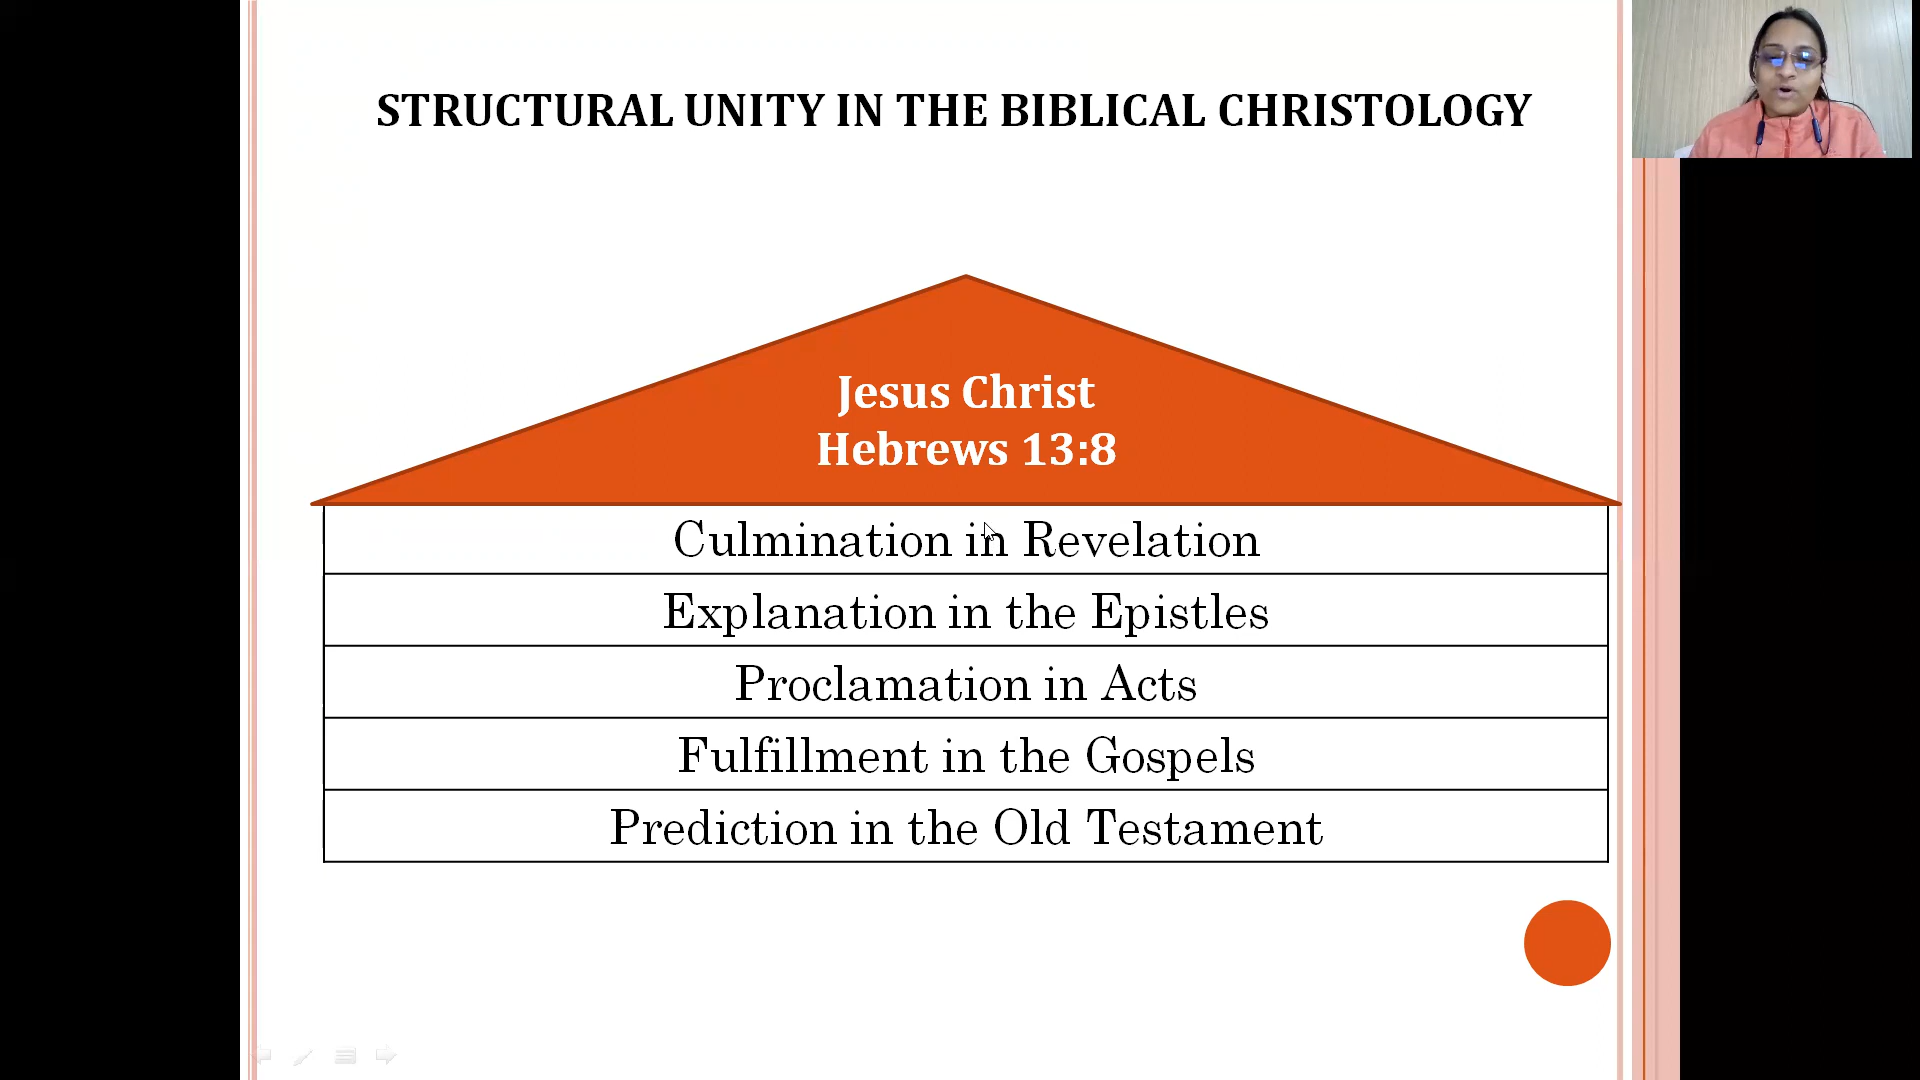 STRUCTURAL UNITY IN THE BIBLICAL CHRISTOLOGY
Jesus Christ
Hebrews 13:8
Culmination in Revelation
Explanation in the Epistles
Proclamation in Acts
Fulfillment in the Gospels
Prediction in the Old Testament